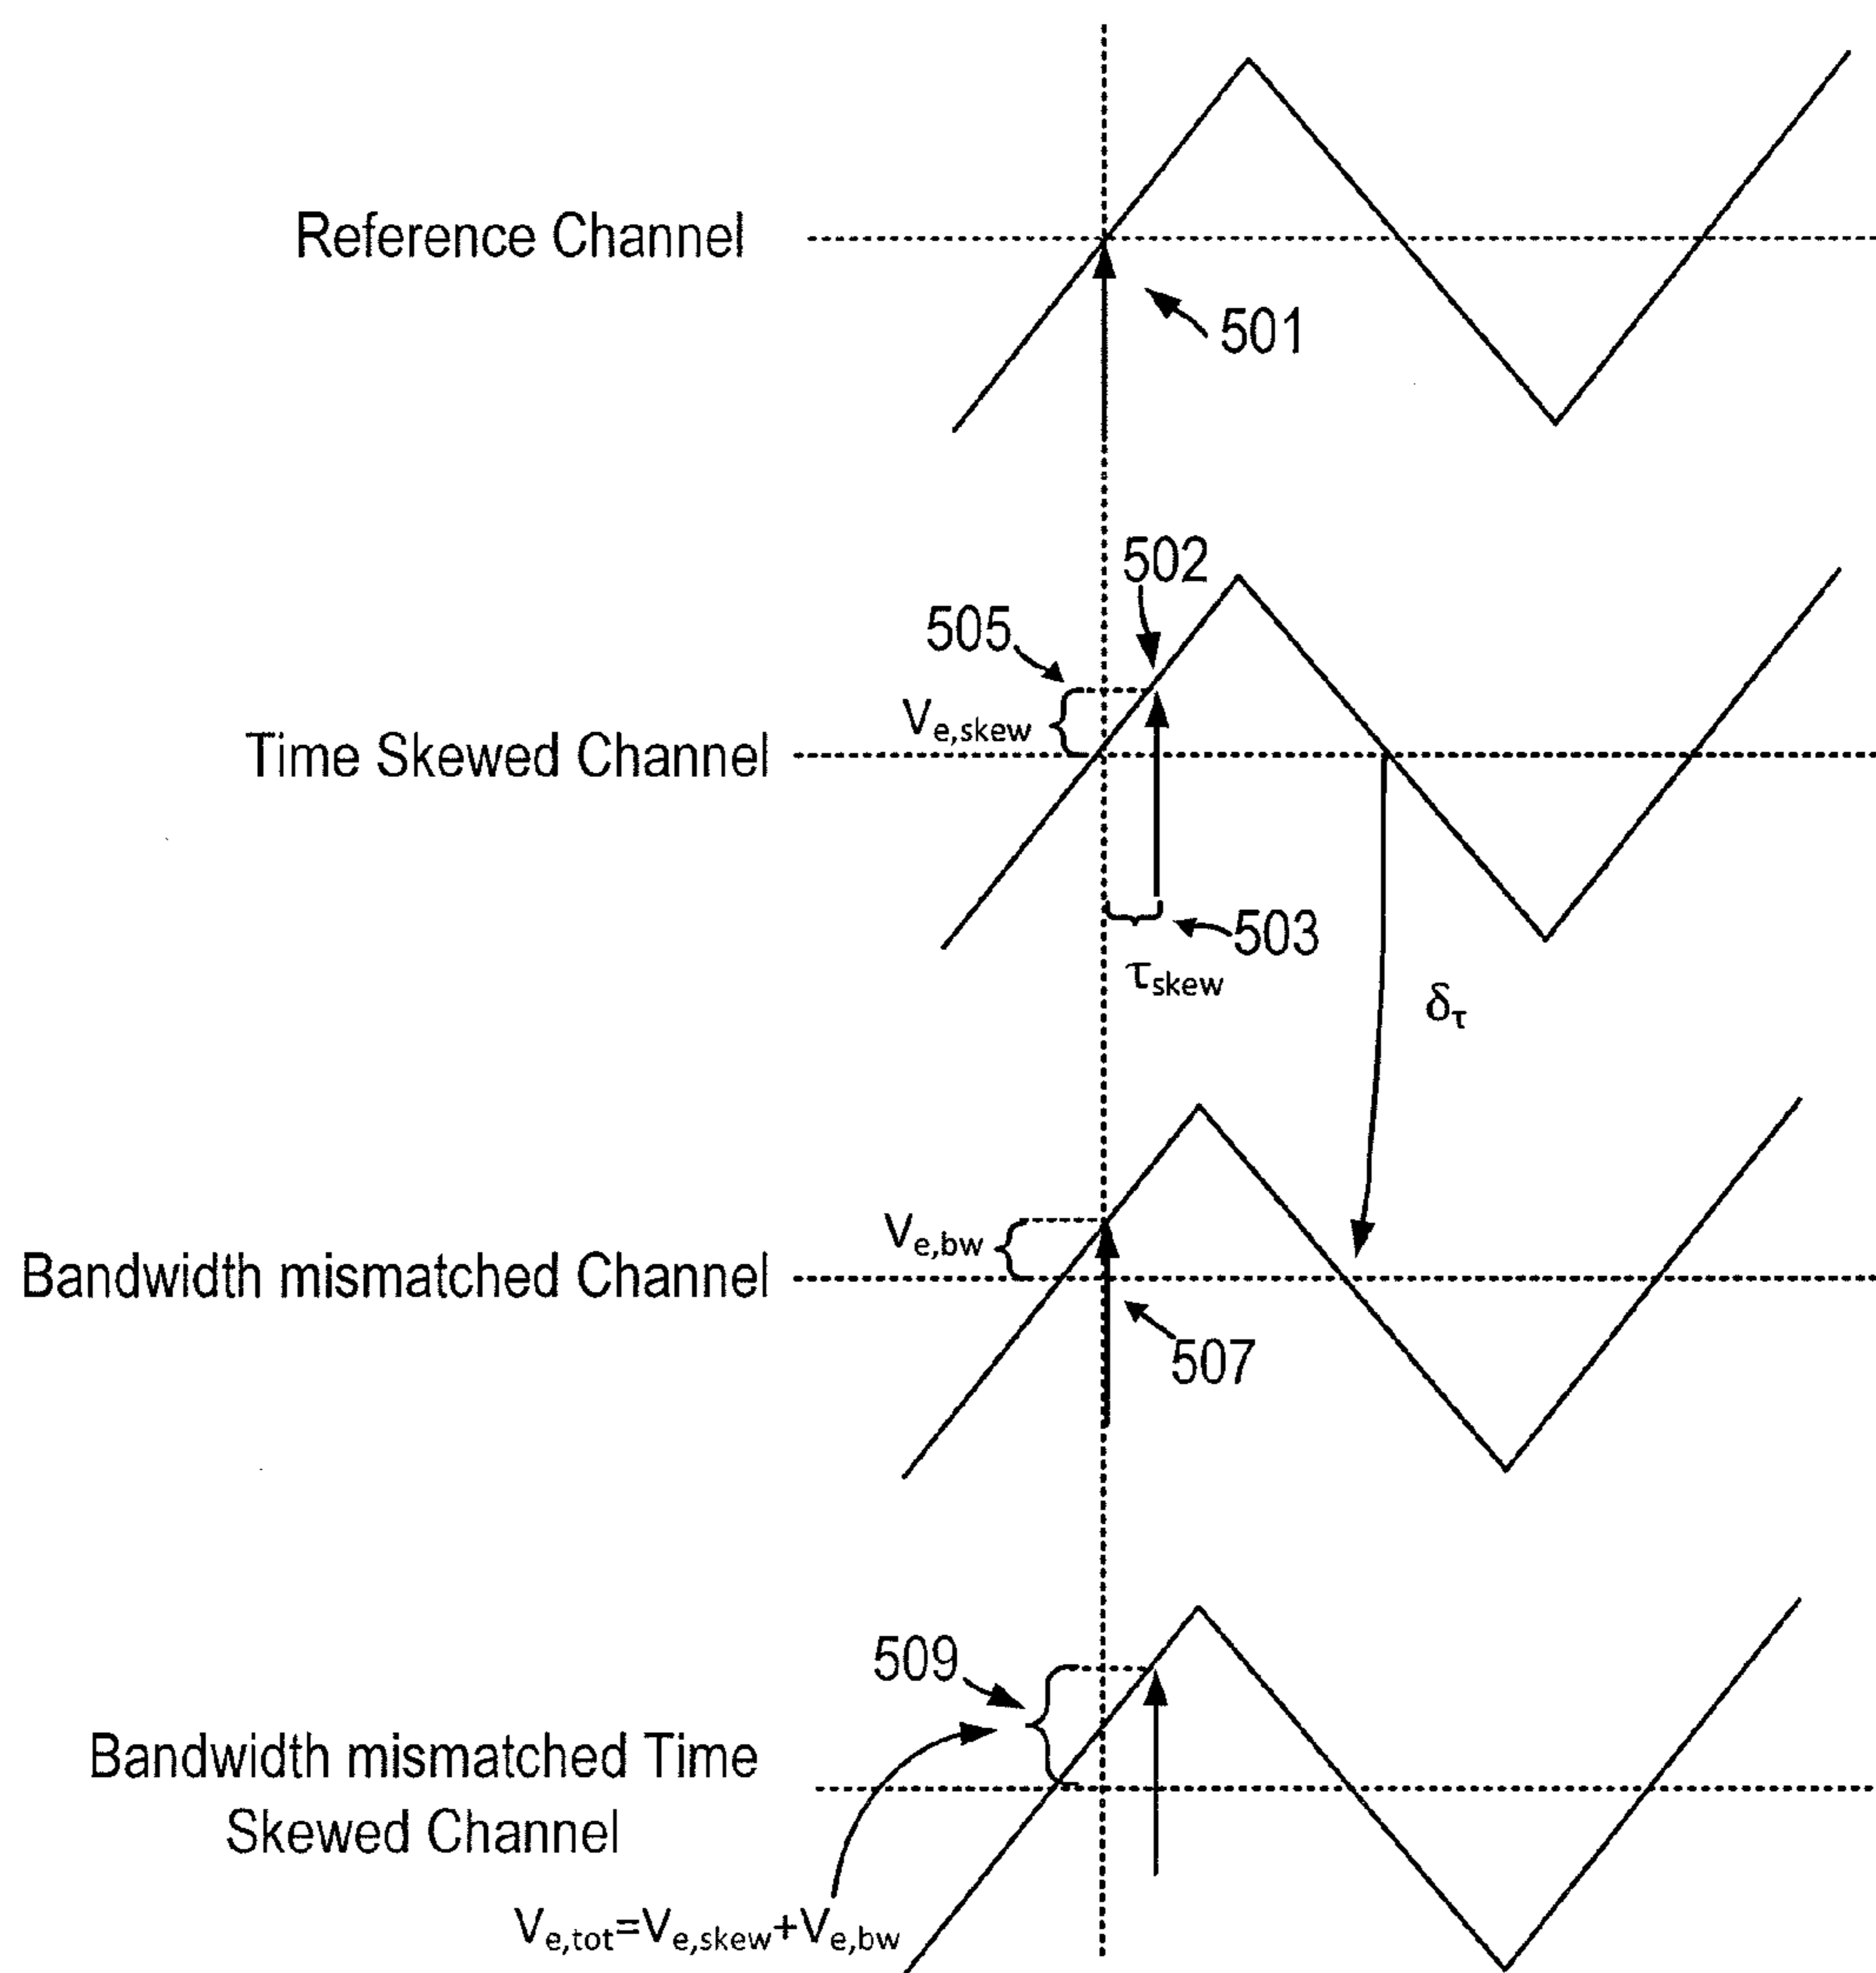 Reference Channel
501
502
505
Ve,skew
Time Skewed Channel
503
τskew
δτ
Ve,bw
Bandwidth mismatched Channel
507
509
Bandwidth mismatched Time
Skewed Channel
Ve,tot=Ve,skew+Ve,bw